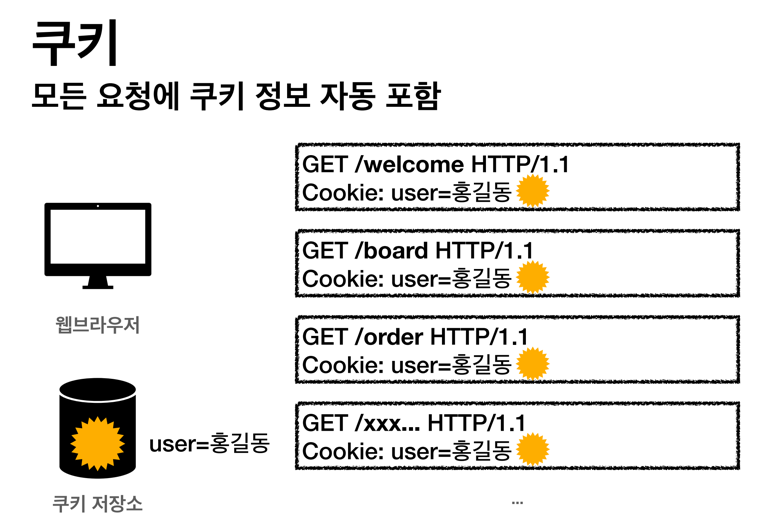 쿠키
모든 요청에 쿠키 정보 자동 포함
GET /welcome HTTP/1.1
Cookie: user=홍길동
GET /board HTTP/1.1
Cookie: user=홍길동
웹브라우저
GET /order HTTP/1.1
Cookie: user=홍길동
GET /xxx... HTTP/1.1
Cookie: user=홍길동
user=홍길동
쿠키 저장소
...